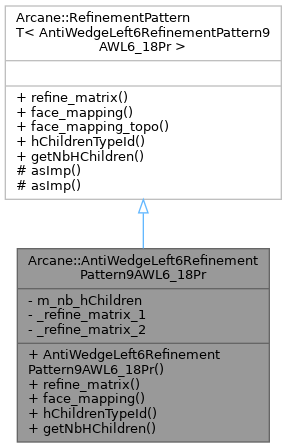 Arcane::RefinementPattern
T< AntiWedgeLeft6RefinementPattern9
AWL6_18Pr >
+ refine_matrix()
+ face_mapping()
+ face_mapping_topo()
+ hChildrenTypeId()
+ getNbHChildren()
# asImp()
# asImp()
Arcane::AntiWedgeLeft6Refinement
Pattern9AWL6_18Pr
- m_nb_hChildren
- _refine_matrix_1
- _refine_matrix_2
+ AntiWedgeLeft6Refinement
Pattern9AWL6_18Pr()
+ refine_matrix()
+ face_mapping()
+ hChildrenTypeId()
+ getNbHChildren()